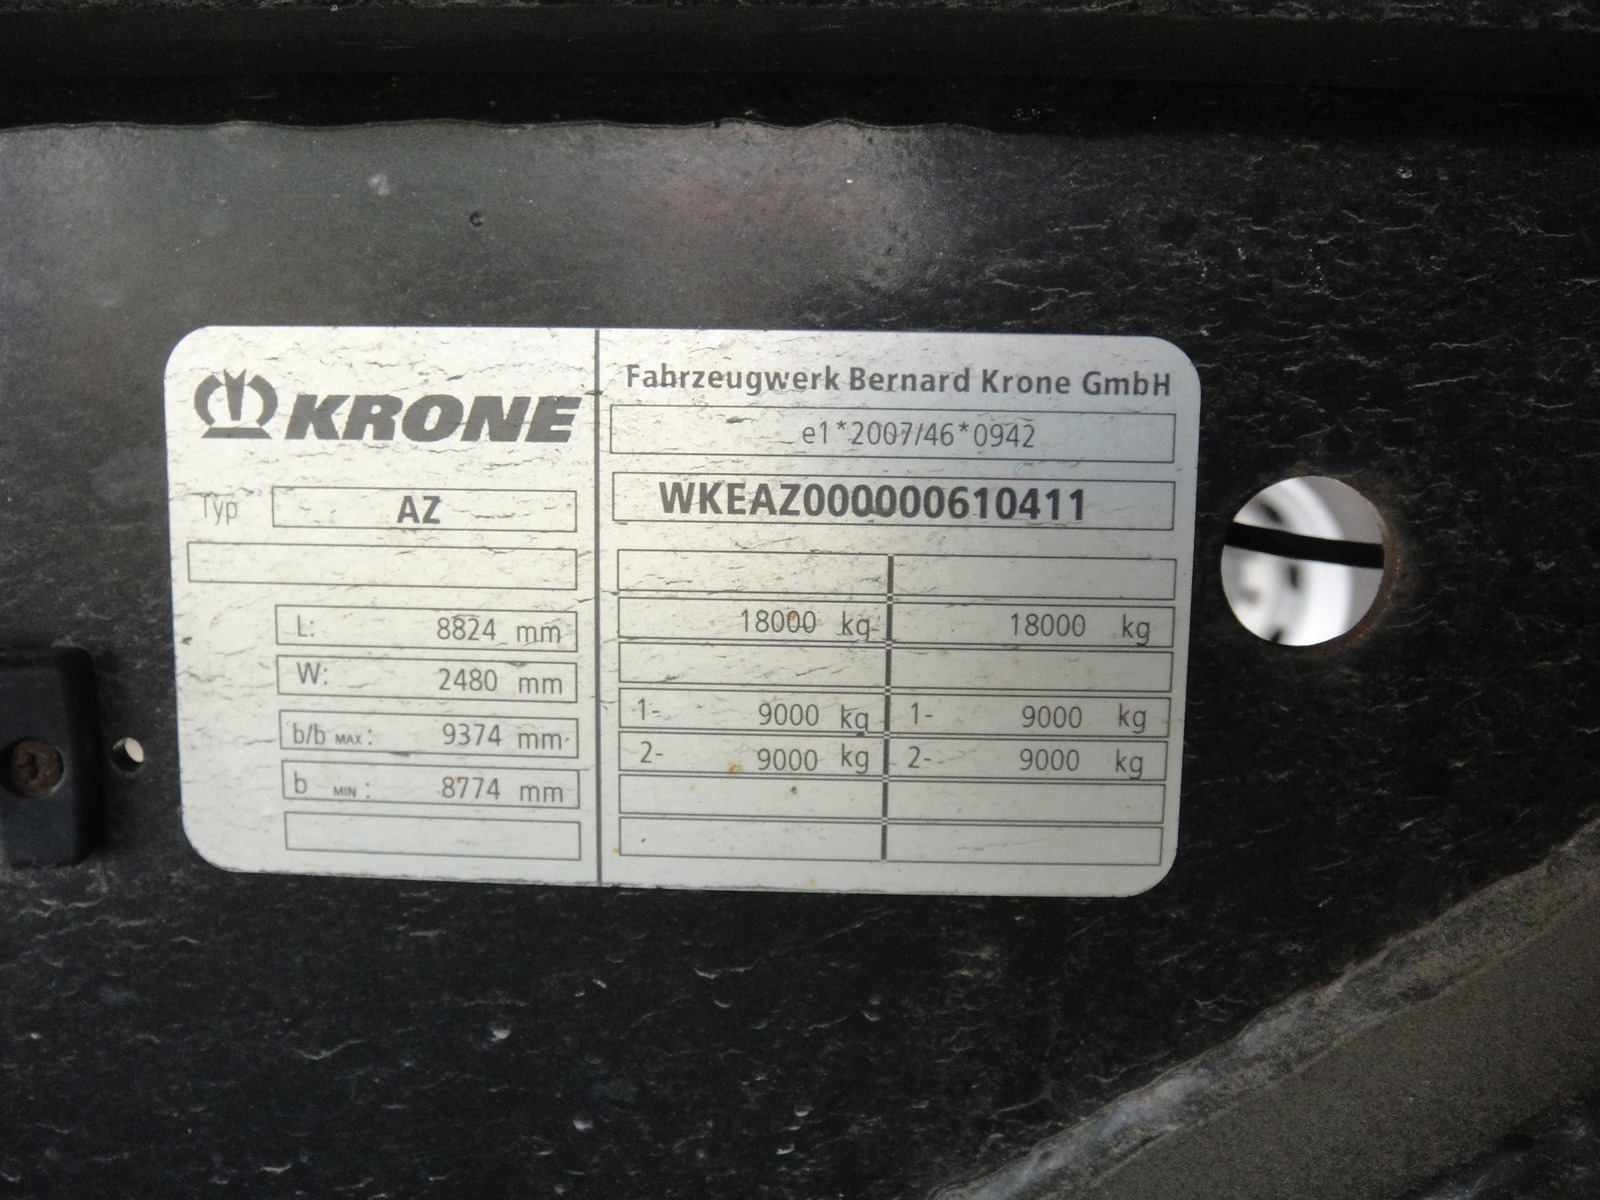 KRONE
Typ AZ
L: 8824 mm
W: 2480 mm
b/b MAX: 9374 mm
b MIN: 8774 mm
Fahrzeugwerk Bernard Krone GmbH
e1*2007/46*0942
WKEAZ000000610411
18000 kg 18000 kg
1- 9000 kg 1- 9000 kg
2- 9000 kg 2- 9000 kg